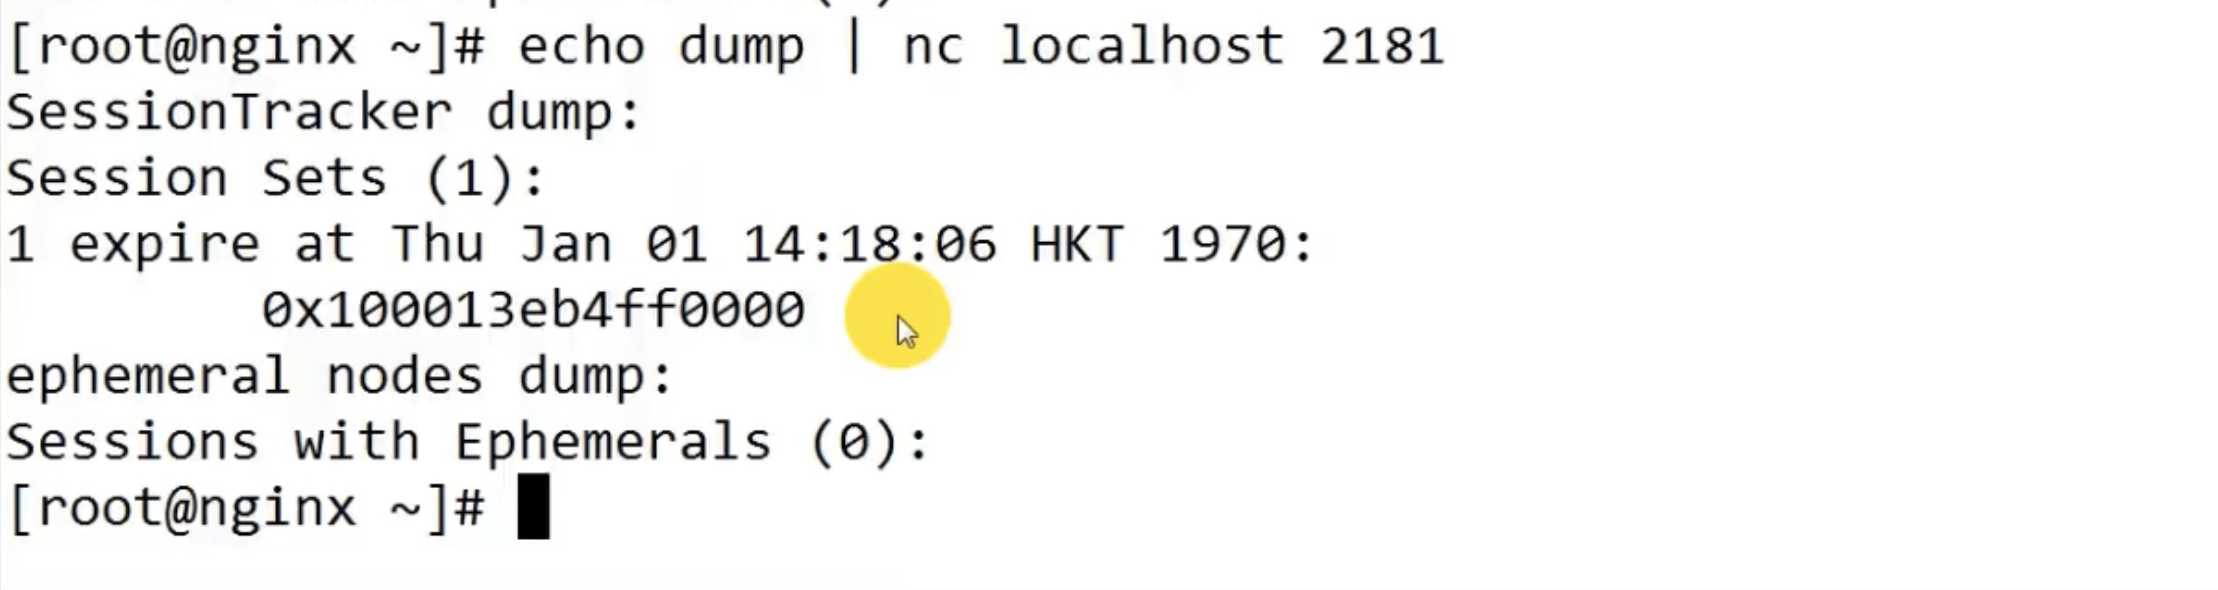 [root@nginx ~]# echo dump | nc localhost 2181
SessionTracker dump:
Session Sets (1):
1 expire at Thu Jan 01 14:18:06 HKT 1970:
        0x100013eb4ff0000
ephemeral nodes dump:
Sessions with Ephemerals (0):
[root@nginx ~]#